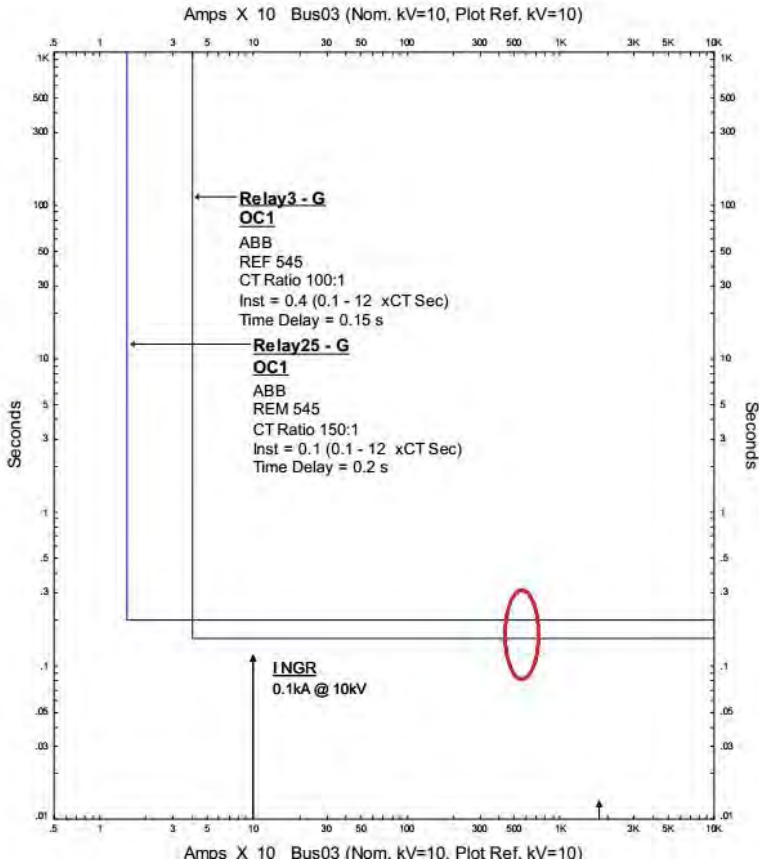 Amps X 10 Bus03 (Nom. kV=10, Plot Ref. kV=10)
.5 1 3 5 10 30 50 100 300 500 1K 3K 5K 10K
1K 1K
500 500
300 300
100 100
50 50
30 30
10 10
5 5
3 3
1 1
.5 .5
.3 .3
.1 .1
.05 .05
.03 .03
.01 .01
Seconds
Seconds
Relay3 - G
OC1
ABB
REF 545
CT Ratio 100:1
Inst = 0.4 (0.1 - 12 xCT Sec)
Time Delay = 0.15 s
Relay25 - G
OC1
ABB
REM 545
CT Ratio 150:1
Inst = 0.1 (0.1 - 12 xCT Sec)
Time Delay = 0.2 s
INGR
0.1kA @ 10kV
.5 1 3 5 10 30 50 100 300 500 1K 3K 5K 10K
Amps X 10 Bus03 (Nom. kV=10, Plot Ref. kV=10)